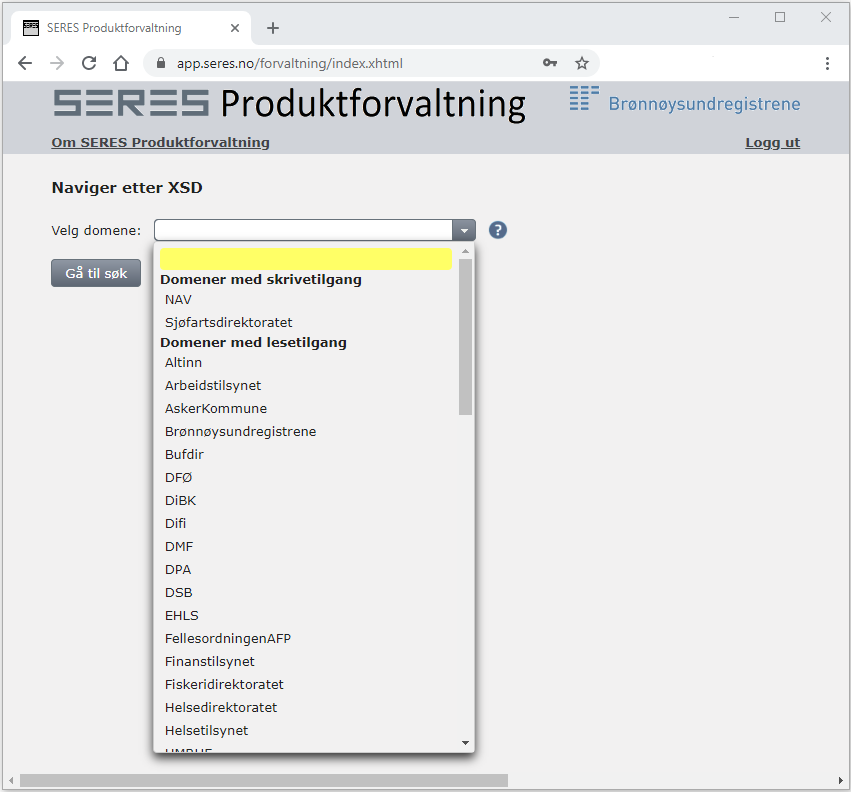 SERES Produktforvaltning
app.seres.no/forvaltning/index.xhtml
SERES Produktforvaltning
Brønnøysundregistrene
Om SERES Produktforvaltning
Logg ut
Naviger etter XSD
Velg domene:
Gå til søk
Domener med skrivetilgang
NAV
Sjøfartsdirektoratet
Domener med lesetilgang
Altinn
Arbeidstilsynet
AskerKommune
Brønnøysundregistrene
Bufdir
DFØ
DiBK
Difi
DMF
DPA
DSB
EHLS
FellesordningenAFP
Finanstilsynet
Fiskeridirektoratet
Helsedirektoratet
Helsetilsynet